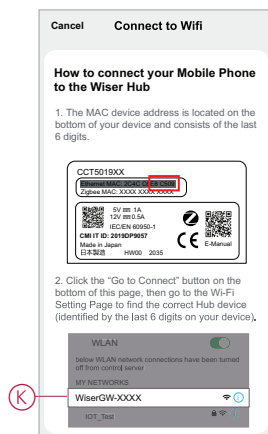 Cancel Connect to Wifi
How to connect your Mobile Phone
to the Wiser Hub
1. The MAC device address is located on the
bottom of your device and consists of the last
6 digits.
CCT5019XX
Ethernet MAC: 2C4C C6E6 C509
Zigbee MAC: XXXX XXXX XXXX
5V ⎓ 1A
12V ⎓ 0.5A
IEC/EN 60950-1
CMI IT ID: 2019DP9057
Made in Japan
日本製造 HW00 2035
CE
E-Manual
2. Click the “Go to Connect” button on the
bottom of this page, then go to the Wi-Fi
Setting Page to find the correct Hub device
(identified by the last 6 digits on your device).
WLAN
below WLAN network connections have been turned
off from control server
MY NETWORKS
K
WiserGW-XXXX
IOT_Test